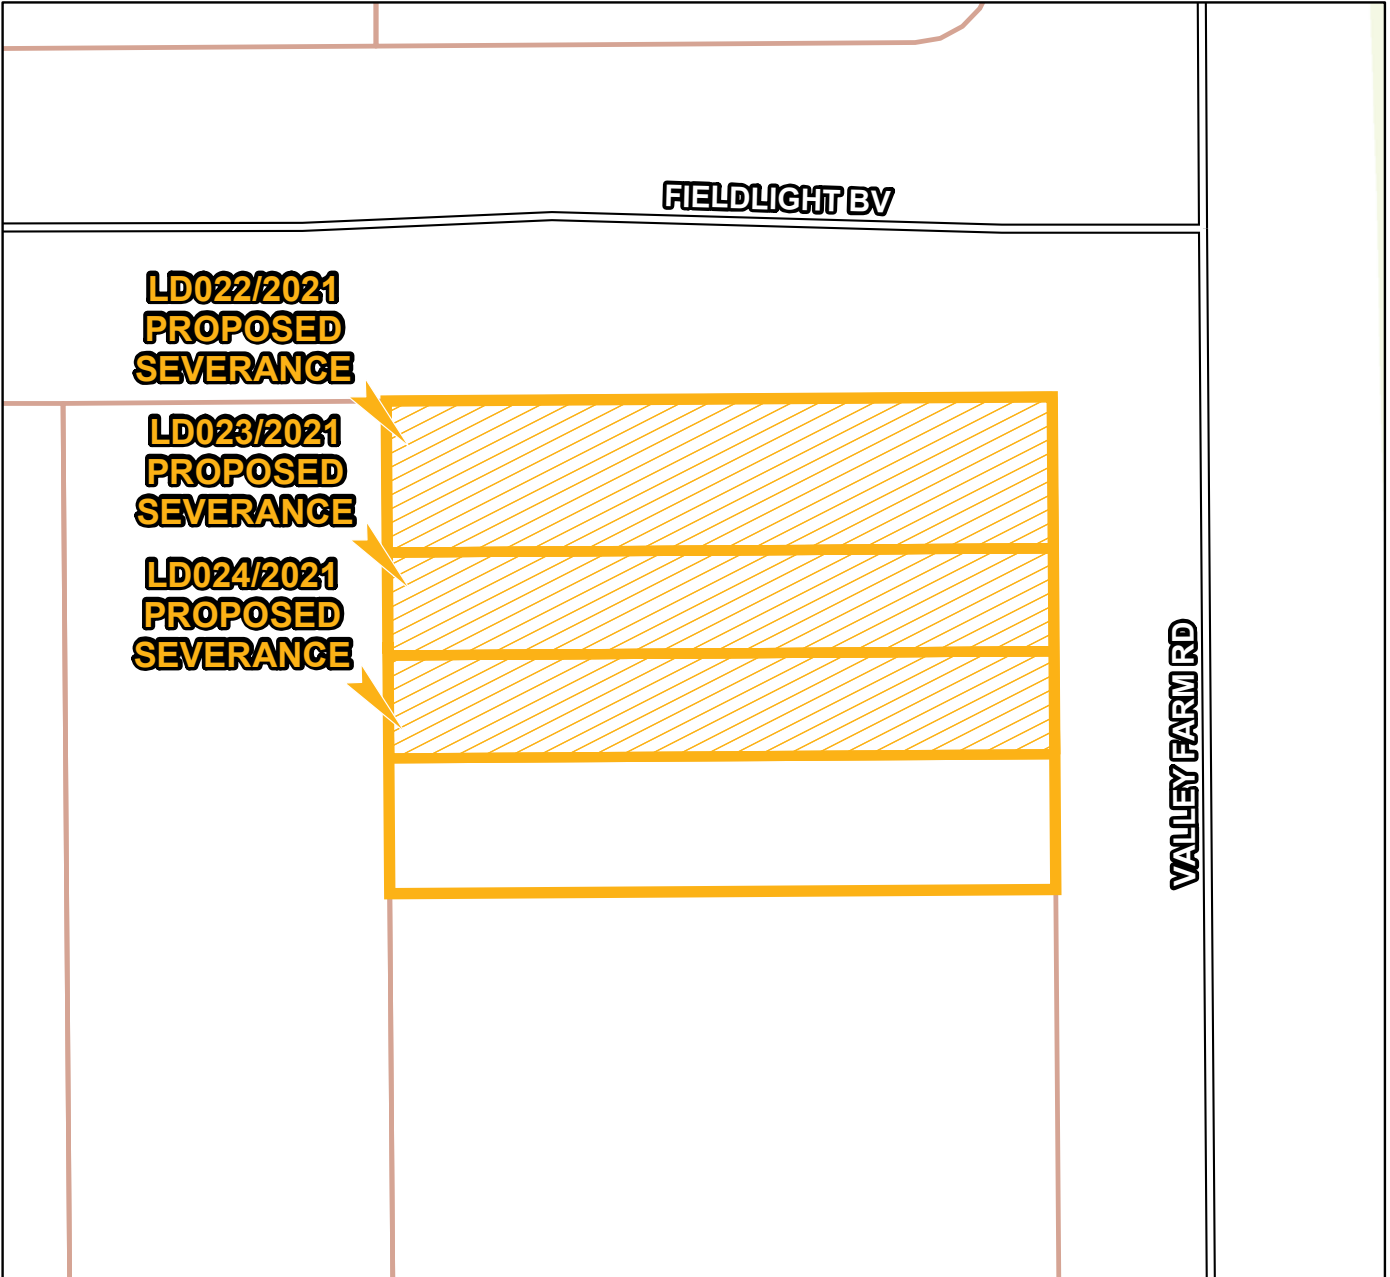 FIELDLIGHT BV
LD022/2021
PROPOSED
SEVERANCE
LD023/2021
PROPOSED
SEVERANCE
LD024/2021
PROPOSED
SEVERANCE
VALLEY FARM RD